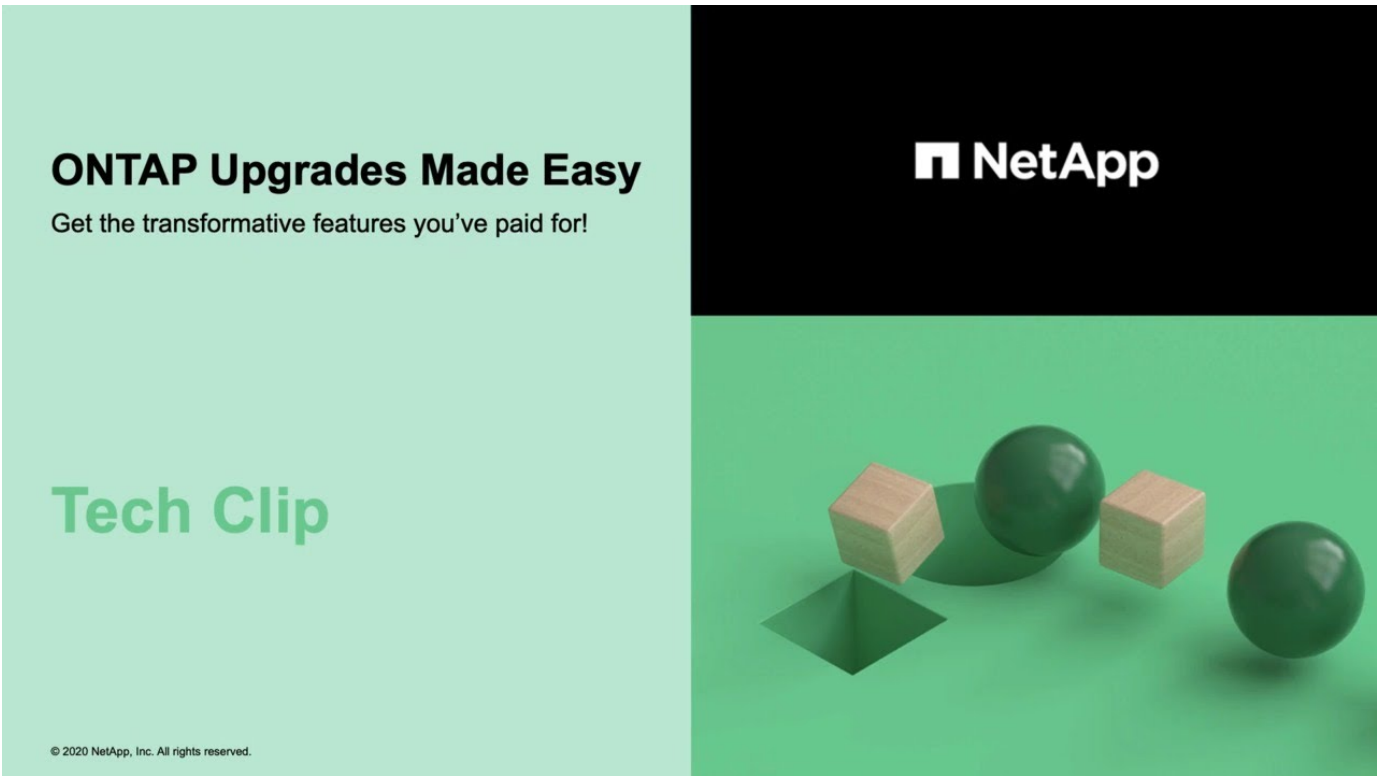 ONTAP Upgrades Made Easy
Get the transformative features you’ve paid for!
NetApp
Tech Clip
© 2020 NetApp, Inc. All rights reserved.